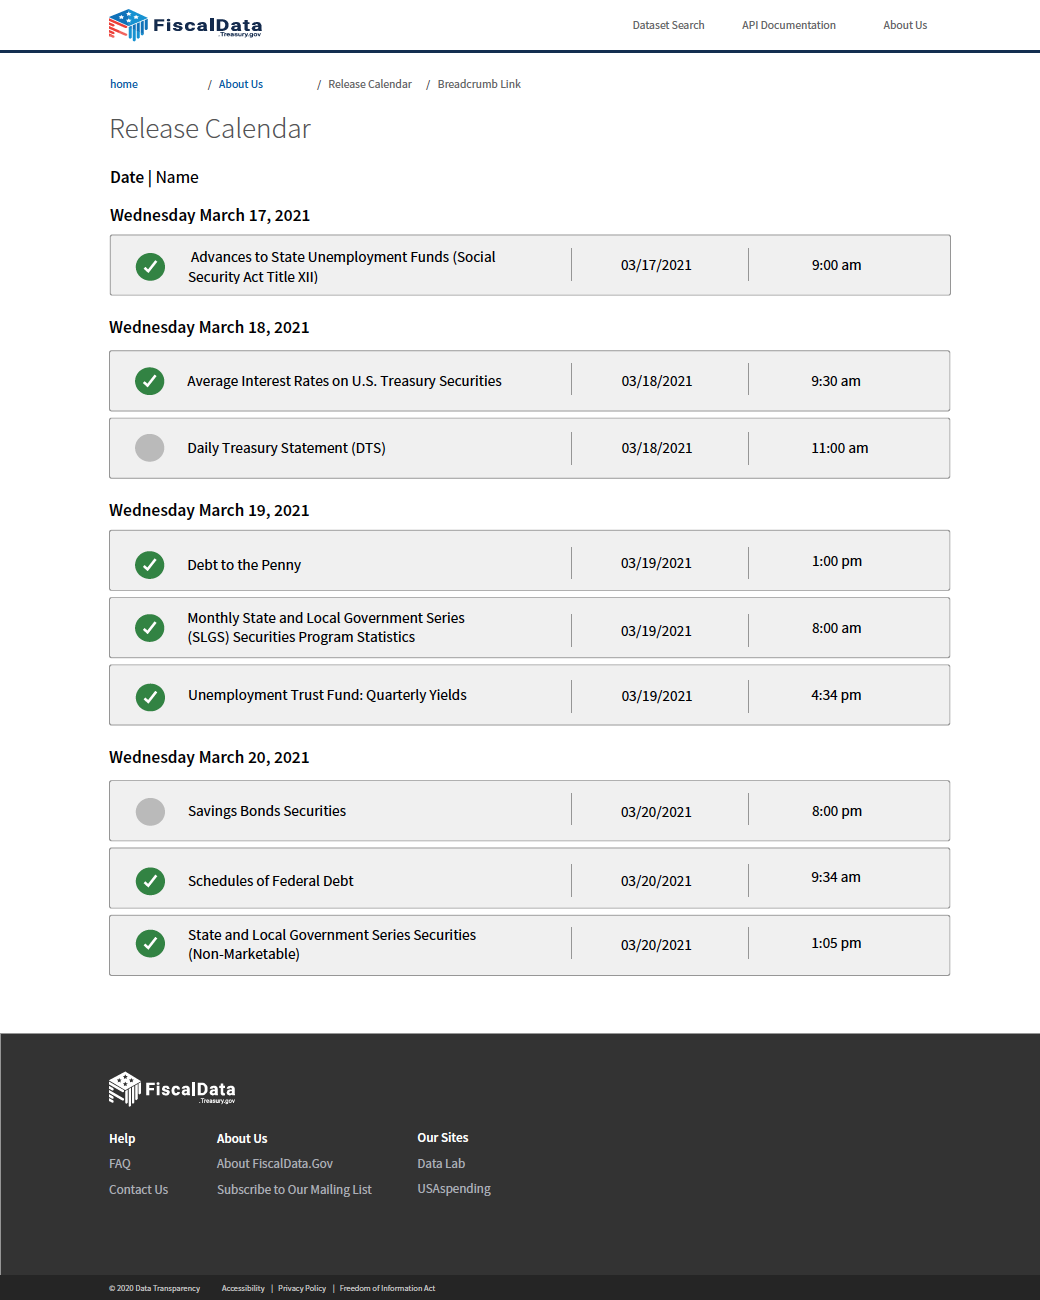 FiscalData
.Treasury.gov
Dataset Search API Documentation About Us
home / About Us / Release Calendar / Breadcrumb Link
Release Calendar
Date | Name
Wednesday March 17, 2021
Advances to State Unemployment Funds (Social
Security Act Title XII)
03/17/2021 9:00 am
Wednesday March 18, 2021
Average Interest Rates on U.S. Treasury Securities 03/18/2021 9:30 am
Daily Treasury Statement (DTS) 03/18/2021 11:00 am
Wednesday March 19, 2021
Debt to the Penny 03/19/2021 1:00 pm
Monthly State and Local Government Series
(SLGS) Securities Program Statistics
03/19/2021 8:00 am
Unemployment Trust Fund: Quarterly Yields 03/19/2021 4:34 pm
Wednesday March 20, 2021
Savings Bonds Securities 03/20/2021 8:00 pm
Schedules of Federal Debt 03/20/2021 9:34 am
State and Local Government Series Securities
(Non-Marketable)
03/20/2021 1:05 pm
FiscalData
.Treasury.gov
Help About Us Our Sites
FAQ About FiscalData.Gov Data Lab
Contact Us Subscribe to Our Mailing List USAspending
© 2020 Data Transparency Accessibility | Privacy Policy | Freedom of Information Act